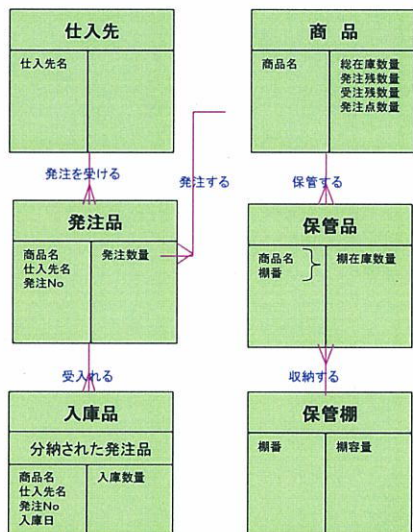 仕入先
仕入先名
商 品
商品名
総在庫数量
発注残数量
受注残数量
発注点数量
発注を受ける
発注する
保管する
発注品
商品名
仕入先名
発注No
発注数量
保管品
商品名
棚番
棚在庫数量
受入れる
収納する
入庫品
分納された発注品
商品名
仕入先名
発注No
入庫日
入庫数量
保管棚
棚番
棚容量